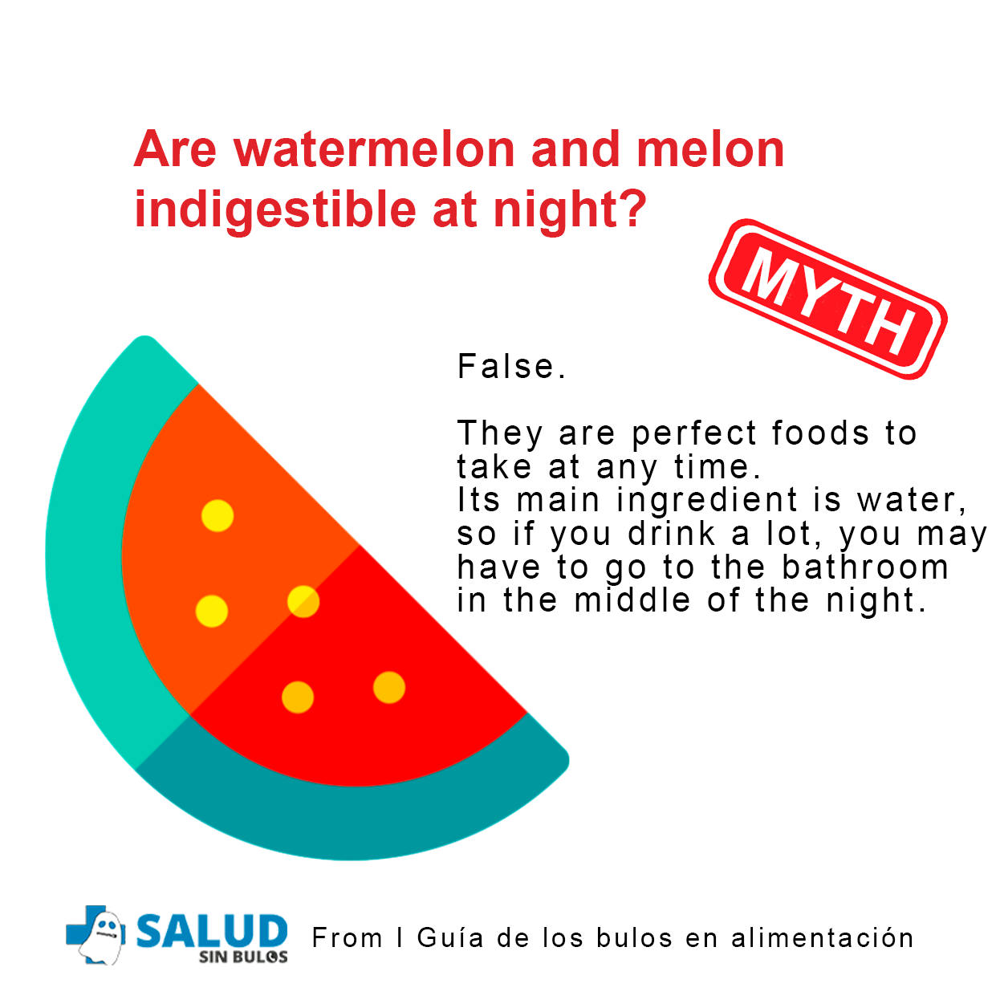 Are watermelon and melon
indigestible at night?
MYTH
False.
They are perfect foods to
take at any time.
Its main ingredient is water,
so if you drink a lot, you may
have to go to the bathroom
in the middle of the night.
SALUD
SIN BULOS
From I Guía de los bulos en alimentación